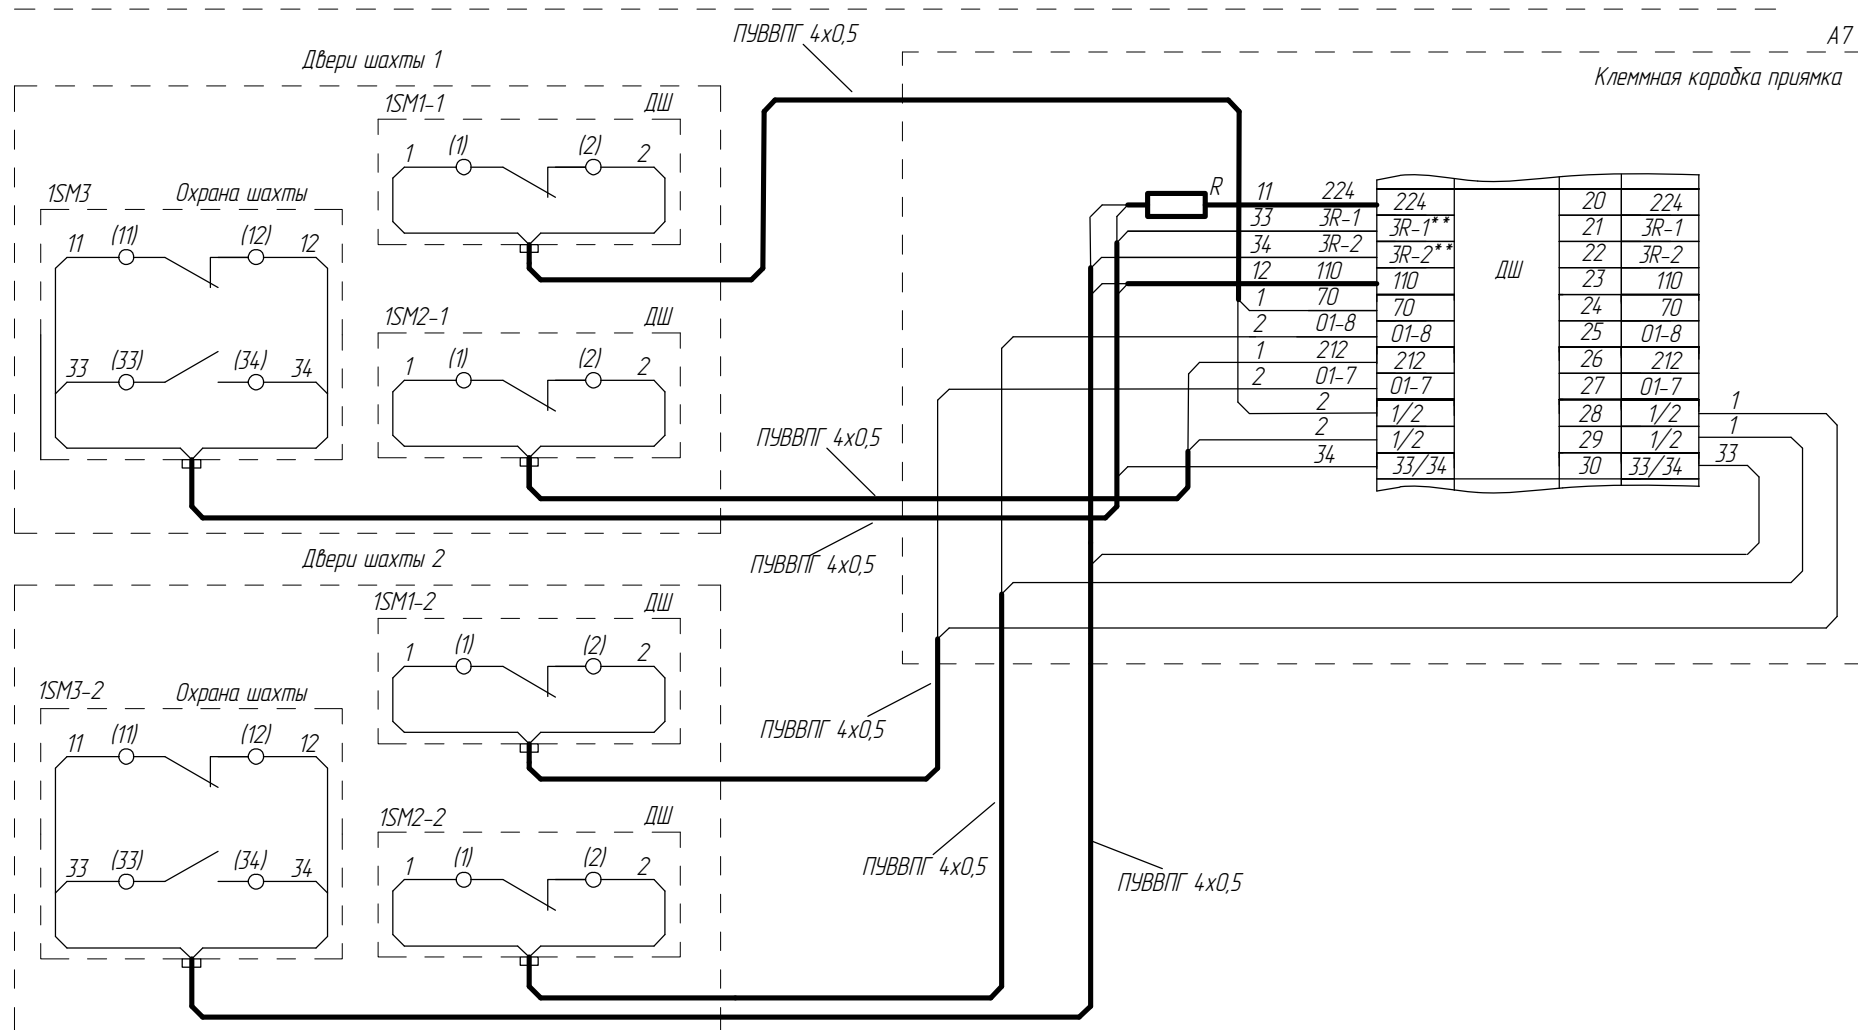 ПУВВПГ 4х0,5
А7
Двери шахты 1
Клеммная коробка приямка
1SM1-1 ДШ
1 (1) (2) 2
1SM3 Охрана шахты
11 (11) (12) 12
33 (33) (34) 34
1SM2-1 ДШ
1 (1) (2) 2
R
11 224 224 20 224
33 3R-1 3R-1** 21 3R-1
34 3R-2 3R-2** 22 3R-2
12 110 110 23 110
1 70 70 24 70
2 01-8 01-8 25 01-8
1 212 212 26 212
2 01-7 01-7 27 01-7
2 1/2 28 1/2 1
2 1/2 29 1/2 1
34 33/34 30 33/34 33
ДШ
ПУВВПГ 4х0,5
ПУВВПГ 4х0,5
Двери шахты 2
1SM1-2 ДШ
1 (1) (2) 2
1SM3-2 Охрана шахты
11 (11) (12) 12
33 (33) (34) 34
1SM2-2 ДШ
1 (1) (2) 2
ПУВВПГ 4х0,5
ПУВВПГ 4х0,5
ПУВВПГ 4х0,5